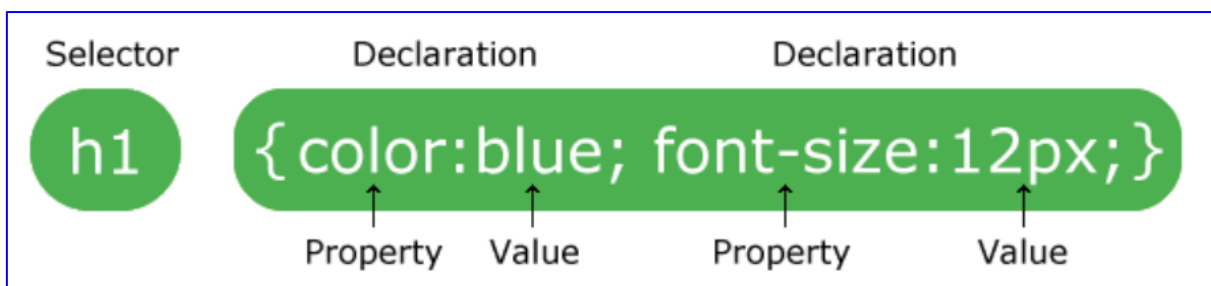 Selector Declaration Declaration
h1 {color:blue; font-size:12px;}
Property Value Property Value